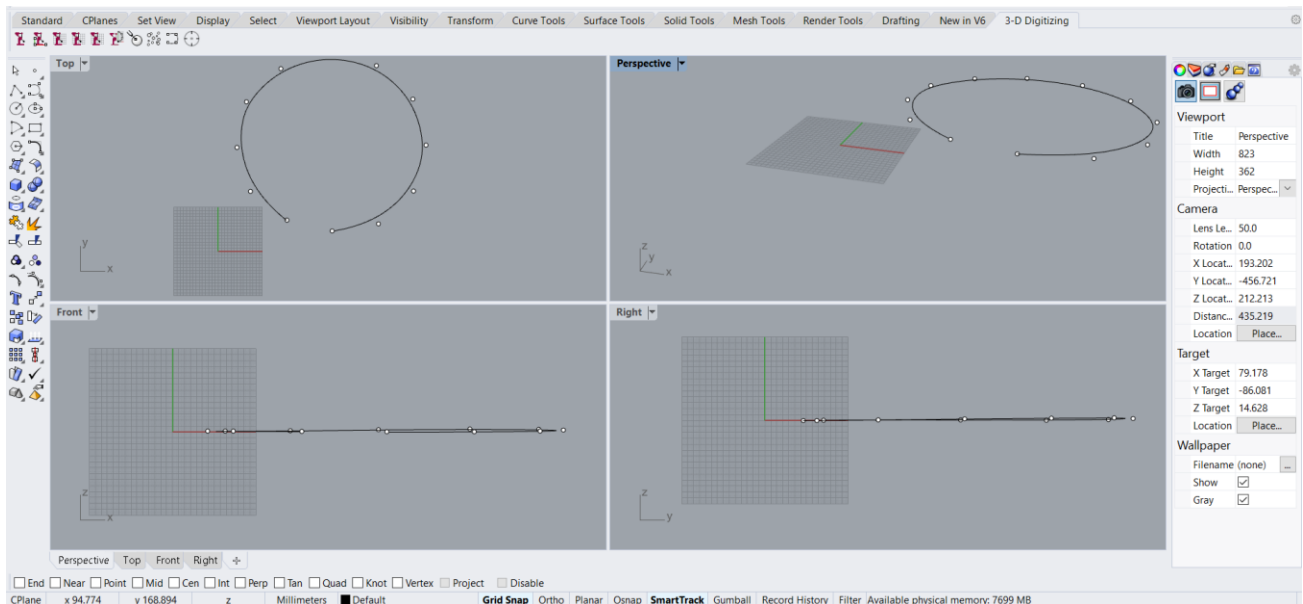 Standard CPlanes Set View Display Select Viewport Layout Visibility Transform Curve Tools Surface Tools Solid Tools Mesh Tools Render Tools Drafting New in V6 3-D Digitizing
Top
y
x
Perspective
z
y
x
Front
z
x
Right
z
y
Viewport
Title Perspective
Width 823
Height 362
Projecti... Perspec...
Camera
Lens Le... 50.0
Rotation 0.0
X Locat... 193.202
Y Locat... -456.721
Z Locat... 212.213
Distanc... 435.219
Location Place...
Target
X Target 79.178
Y Target -86.081
Z Target 14.628
Location Place...
Wallpaper
Filename (none) ...
Show
Gray
Perspective Top Front Right
End Near Point Mid Cen Int Perp Tan Quad Knot Vertex Project Disable
CPlane x 94.774 y 168.894 z Millimeters Default Grid Snap Ortho Planar Osnap SmartTrack Gumball Record History Filter Available physical memory: 7699 MB